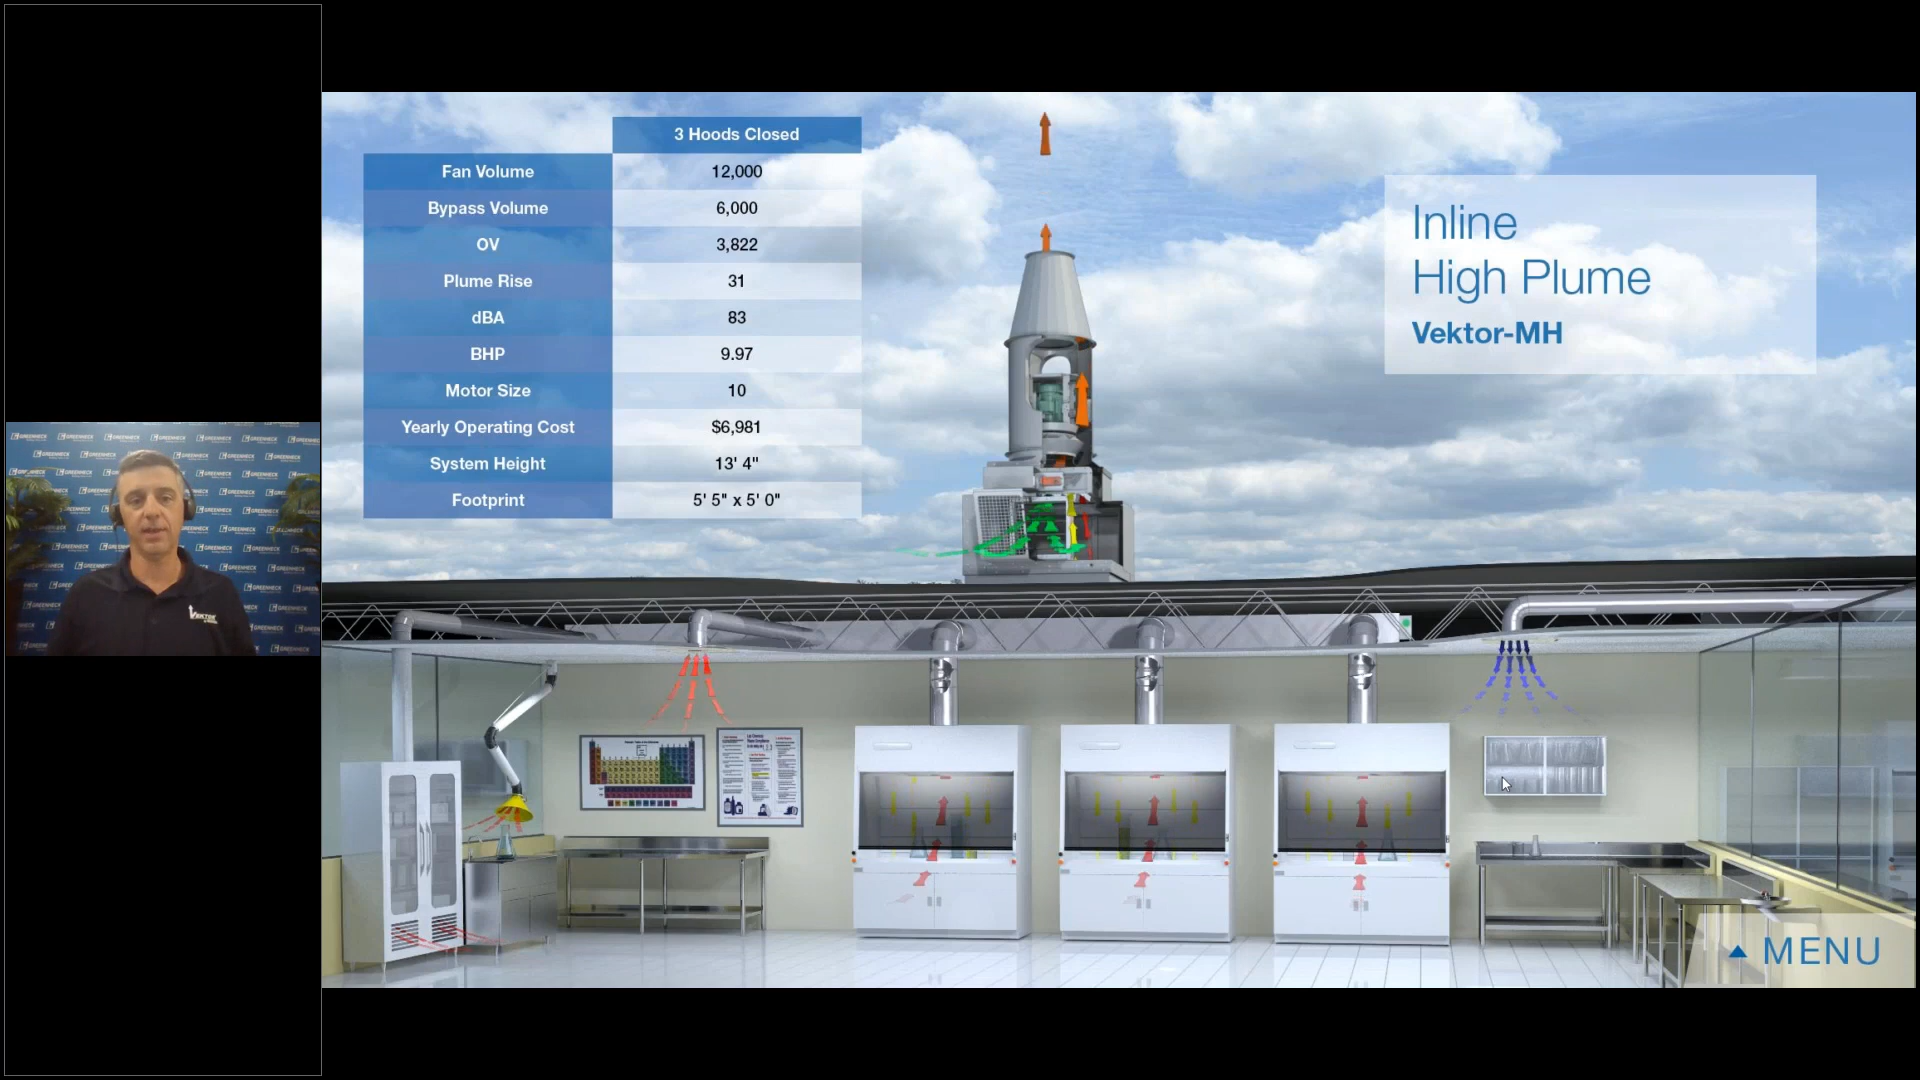 3 Hoods Closed
Fan Volume 12,000
Bypass Volume 6,000
OV 3,822
Plume Rise 31
dBA 83
BHP 9.97
Motor Size 10
Yearly Operating Cost $6,981
System Height 13' 4"
Footprint 5' 5" x 5' 0"
Inline
High Plume
Vektor-MH
GREENHECK
VEKTOR
MENU